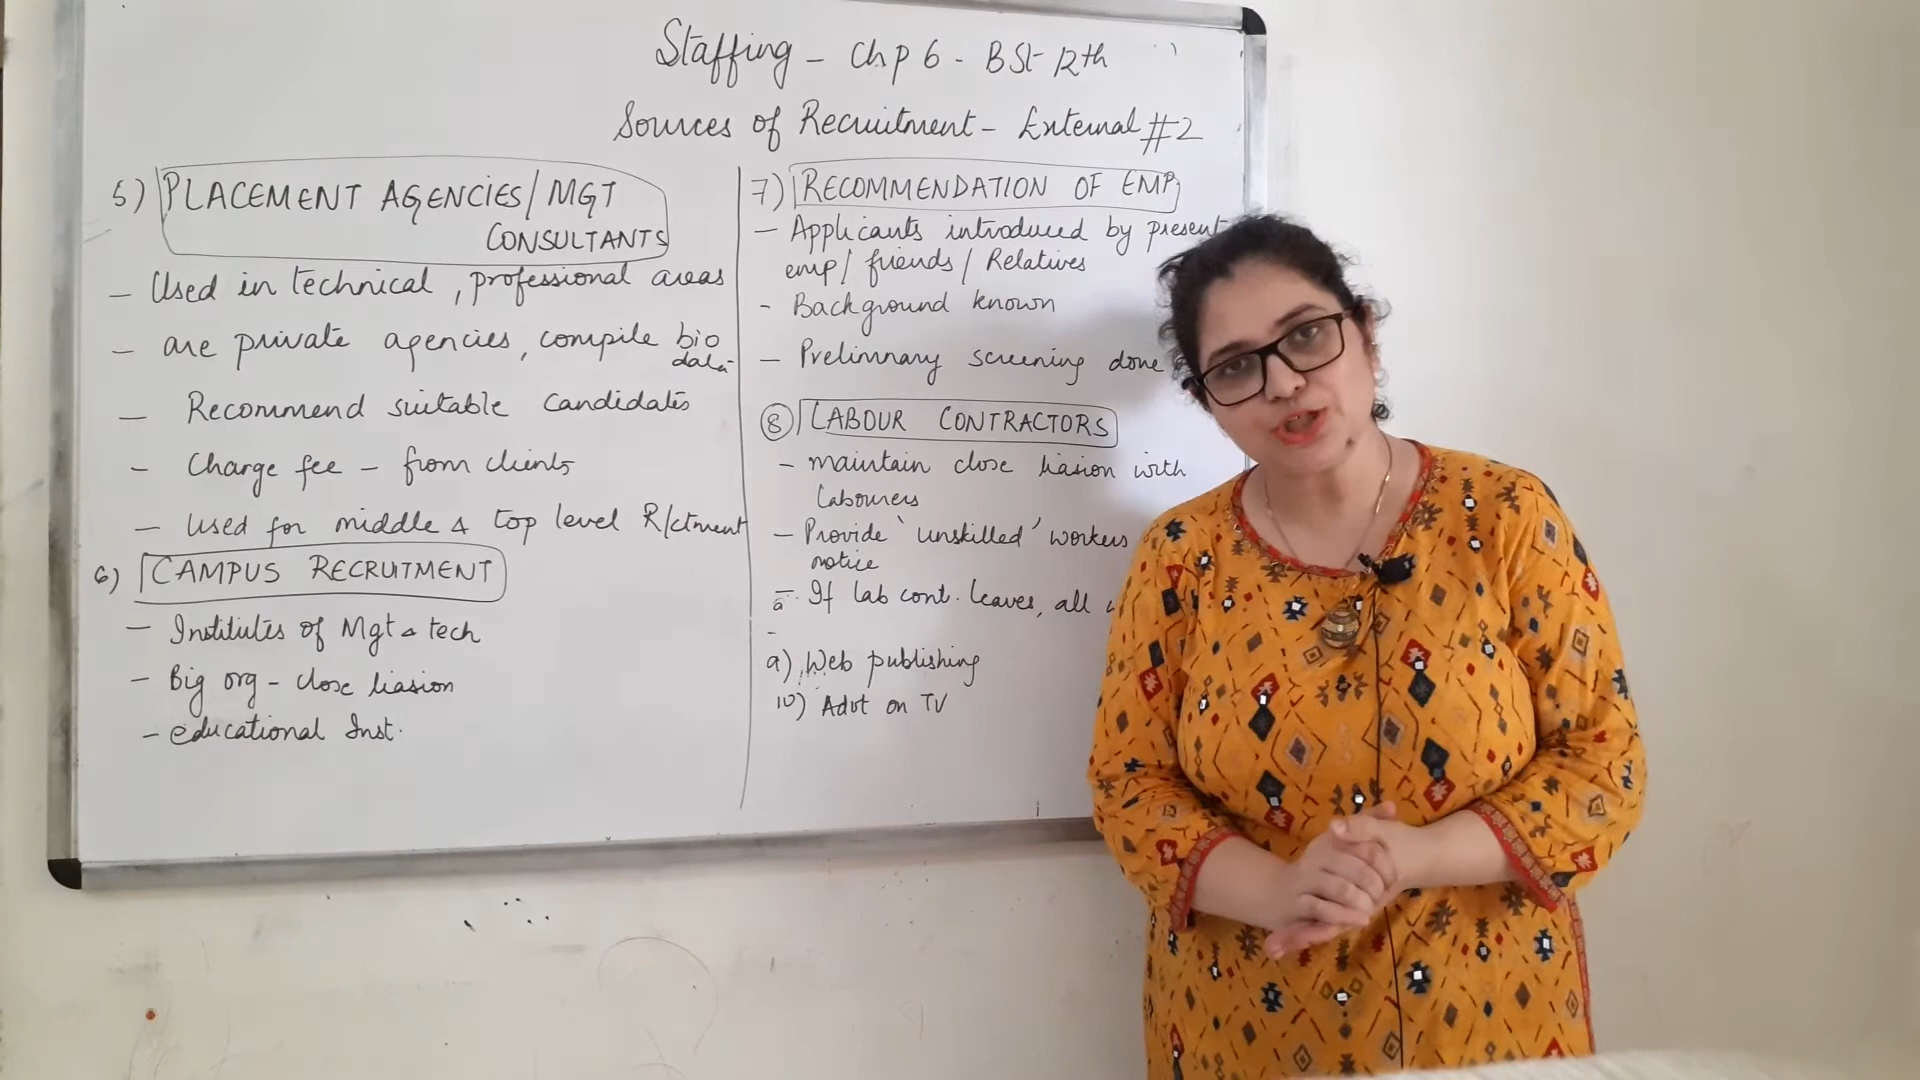 Staffing - Chp 6 - BSt 12th
Sources of Recruitment - External #2
5) PLACEMENT AGENCIES/MGT
CONSULTANTS
- Used in technical, professional areas
- are private agencies, compile bio
data
- Recommend suitable candidates
- Charge fee - from clients
- used for middle & top level R/ctment
6) CAMPUS RECRUTMENT
- Institutes of Mgt & tech
- Big org - close liasion
- educational Inst.
7) RECOMMENDATION OF EMP
- Applicants introduced by present
emp/ friends/ Relatives
- Background known
- Prelimnary screening done
8) LABOUR CONTRACTORS
- maintain close liasion with
Labourers
- Provide 'unskilled' workers
notice
- If lab cont. leaves, all
9) Web publishing
10) Advt on TV